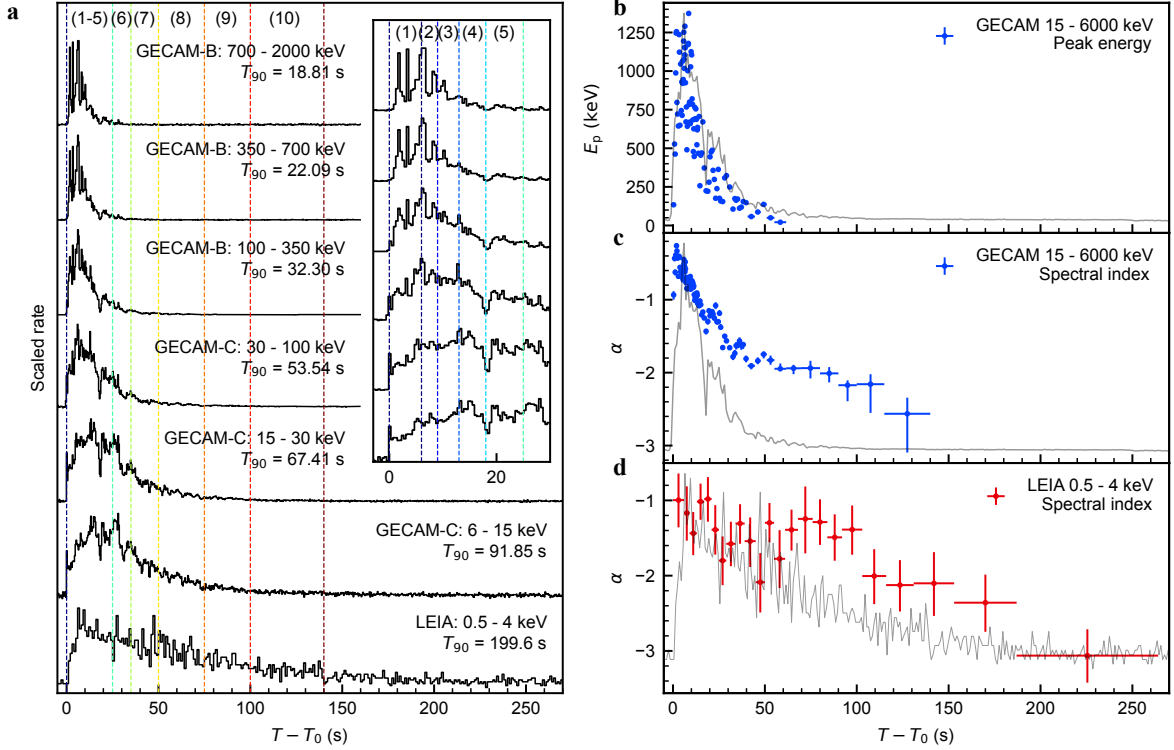 a
(1-5) (6) (7) (8) (9) (10)
(1) (2) (3) (4) (5)
GECAM-B: 700 - 2000 keV
T90 = 18.81 s
GECAM-B: 350 - 700 keV
T90 = 22.09 s
GECAM-B: 100 - 350 keV
T90 = 32.30 s
GECAM-C: 30 - 100 keV
T90 = 53.54 s
GECAM-C: 15 - 30 keV
T90 = 67.41 s
GECAM-C: 6 - 15 keV
T90 = 91.85 s
LEIA: 0.5 - 4 keV
T90 = 199.6 s
Scaled rate
0 20
0 50 100 150 200 250
T − T0 (s)
b
GECAM 15 - 6000 keV
Peak energy
1250
1000
750
500
250
0
Ep (keV)
c
GECAM 15 - 6000 keV
Spectral index
−1
−2
−3
α
d
LEIA 0.5 - 4 keV
Spectral index
−1
−2
−3
α
0 50 100 150 200 250
T − T0 (s)